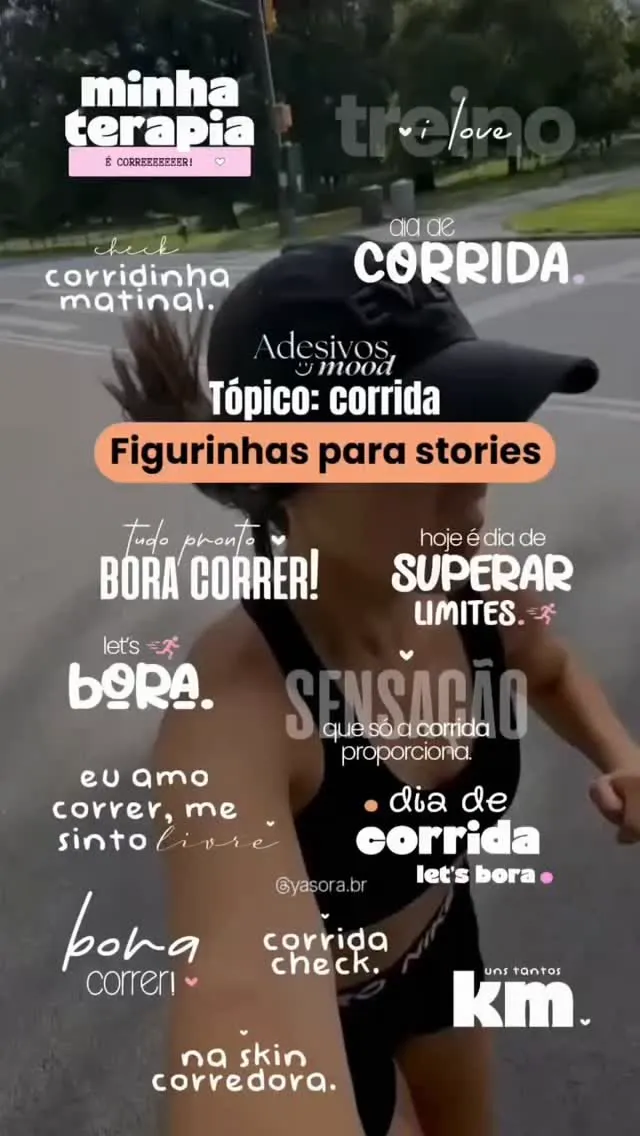 minha
terapia
É CORREEEEEEER!
treino
i love
check
corridinha
matinal.
dia de
CORRIDA.
Adesivos
mood
Tópico: corrida
Figurinhas para stories
tudo pronto
BORA CORRER!
hoje é dia de
SUPERAR
LIMITES.
let's
bORA.
SENSAÇÃO
que só a corrida
proporciona.
eu amo
correr, me
sinto livre
dia de
corrida
let's bora
@yasora.br
bora
correr!
corrida
check.
NIKE
uns tantos
km.
na skin
corredora.